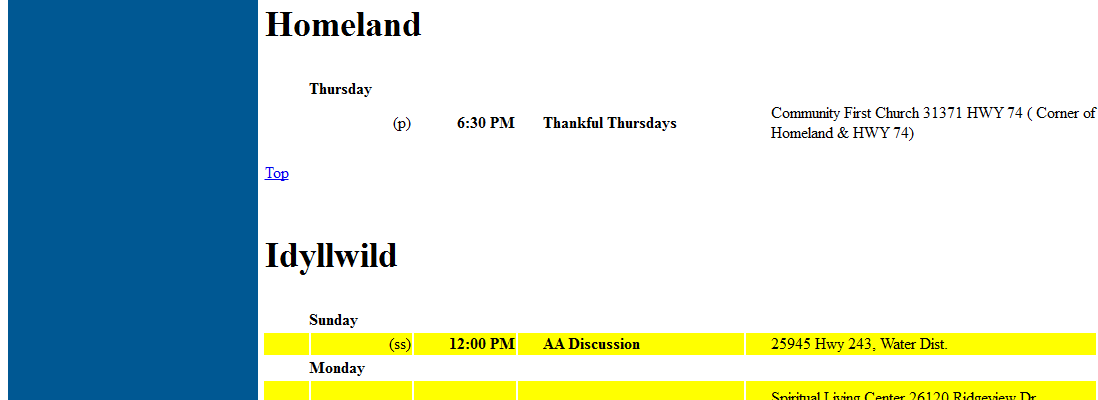 Homeland
Thursday
(p) 6:30 PM Thankful Thursdays Community First Church 31371 HWY 74 ( Corner of
Homeland & HWY 74)
Top
Idyllwild
Sunday
(ss) 12:00 PM AA Discussion 25945 Hwy 243, Water Dist.
Monday
Spiritual Living Center 26120 Ridgeview Dr